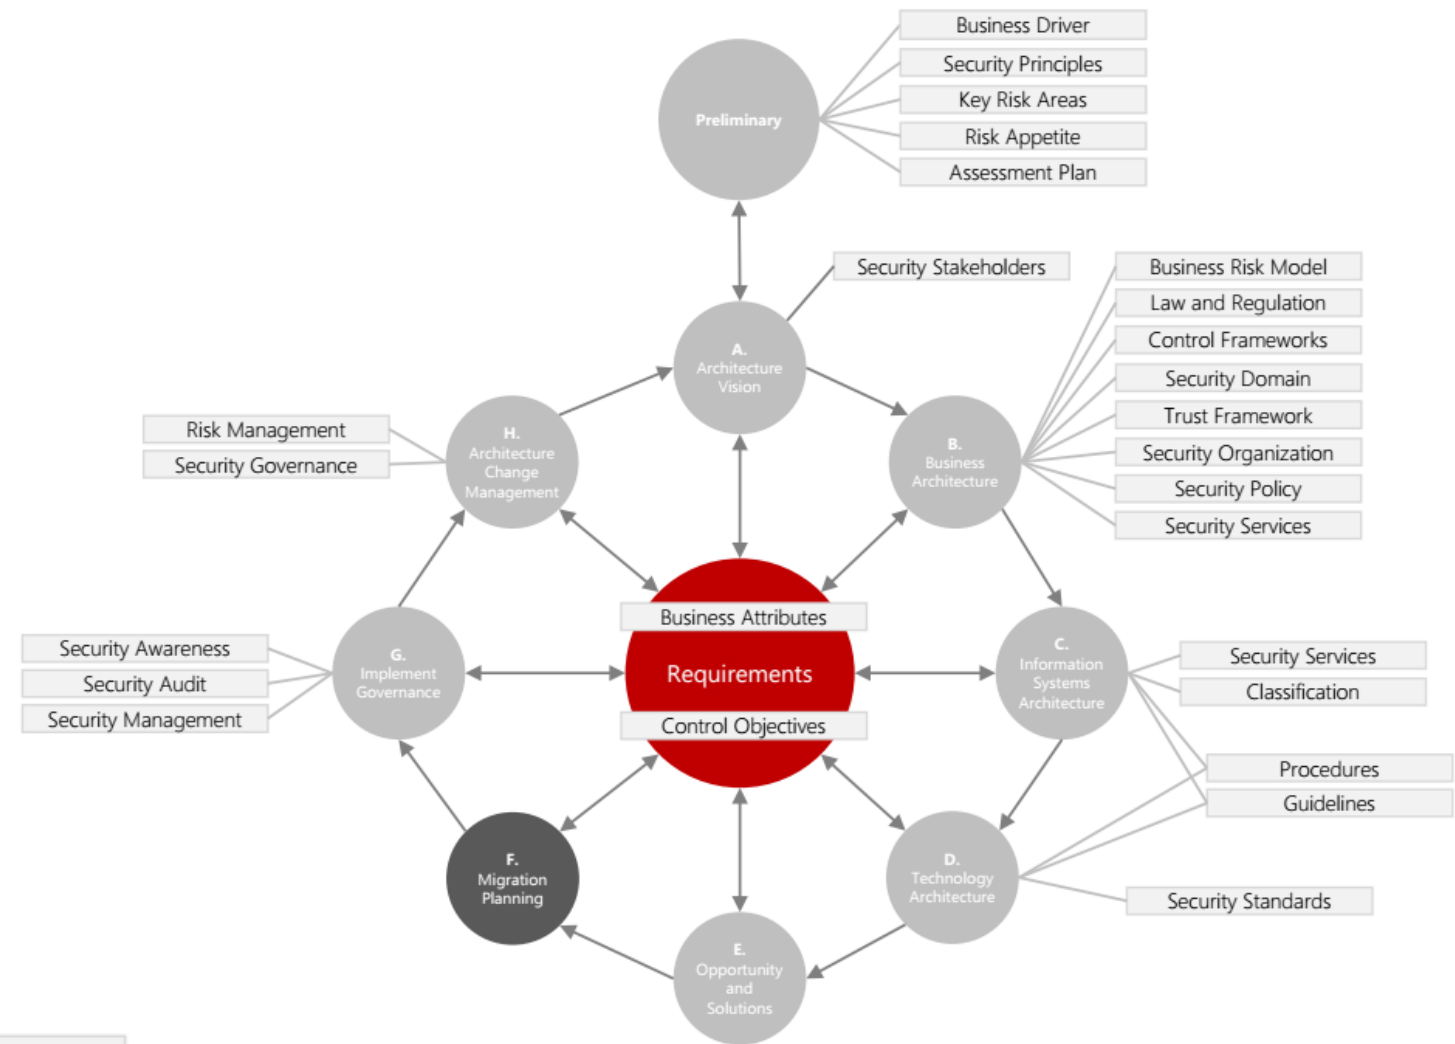 Business Driver
Security Principles
Key Risk Areas
Risk Appetite
Assessment Plan
Preliminary
Security Stakeholders
A.
Architecture
Vision
Business Risk Model
Law and Regulation
Control Frameworks
Security Domain
Trust Framework
Security Organization
Security Policy
Security Services
B.
Business
Architecture
Risk Management
Security Governance
H.
Architecture
Change
Management
Business Attributes
Requirements
Control Objectives
C.
Information
Systems
Architecture
Security Services
Classification
Procedures
Guidelines
Security Awareness
Security Audit
Security Management
G.
Implement
Governance
F.
Migration
Planning
D.
Technology
Architecture
Security Standards
E.
Opportunity
and
Solutions